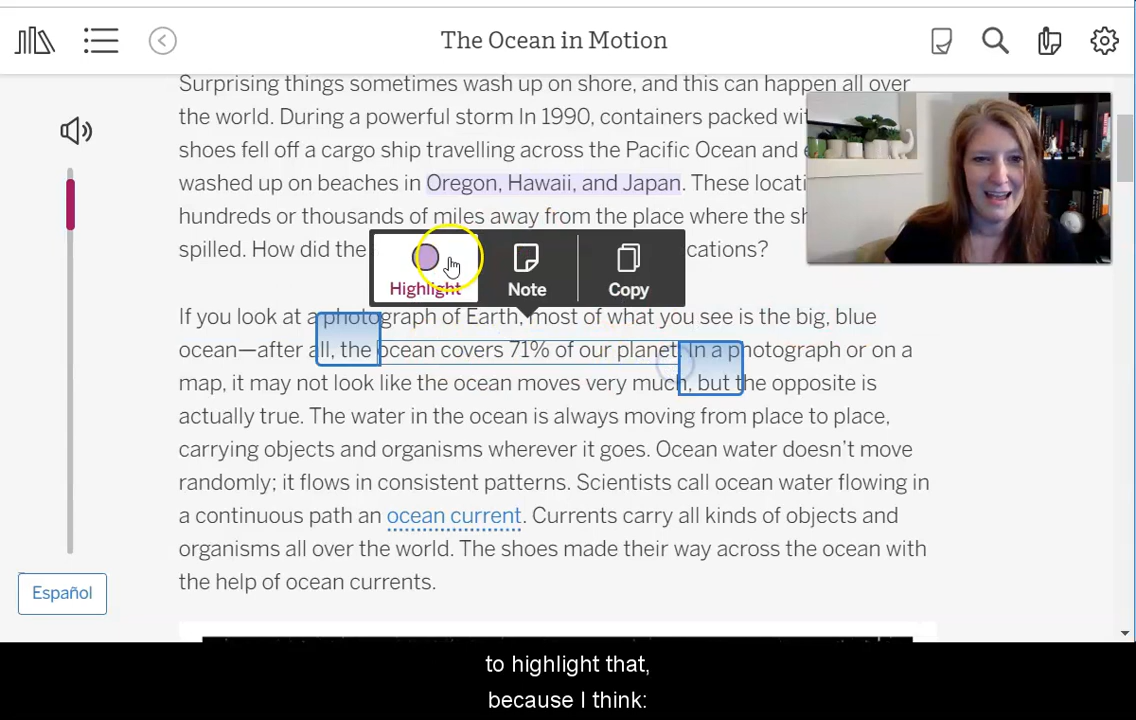 The Ocean in Motion
Surprising things sometimes wash up on shore, and this can happen all over
the world. During a powerful storm In 1990, containers packed
shoes fell off a cargo ship travelling across the Pacific Ocean and
washed up on beaches in Oregon, Hawaii, and Japan. These
hundreds or thousands of miles away from the place where the
spilled. How did the
Highlight
Note
Copy
If you look at a photograph of Earth, most of what you see is the big, blue
ocean—after all, the ocean covers 71% of our planet. In a photograph or on a
map, it may not look like the ocean moves very much, but the opposite is
actually true. The water in the ocean is always moving from place to place,
carrying objects and organisms wherever it goes. Ocean water doesn't move
randomly; it flows in consistent patterns. Scientists call ocean water flowing in
a continuous path an ocean current. Currents carry all kinds of objects and
organisms all over the world. The shoes made their way across the ocean with
the help of ocean currents.
Español
to highlight that,
because I think: